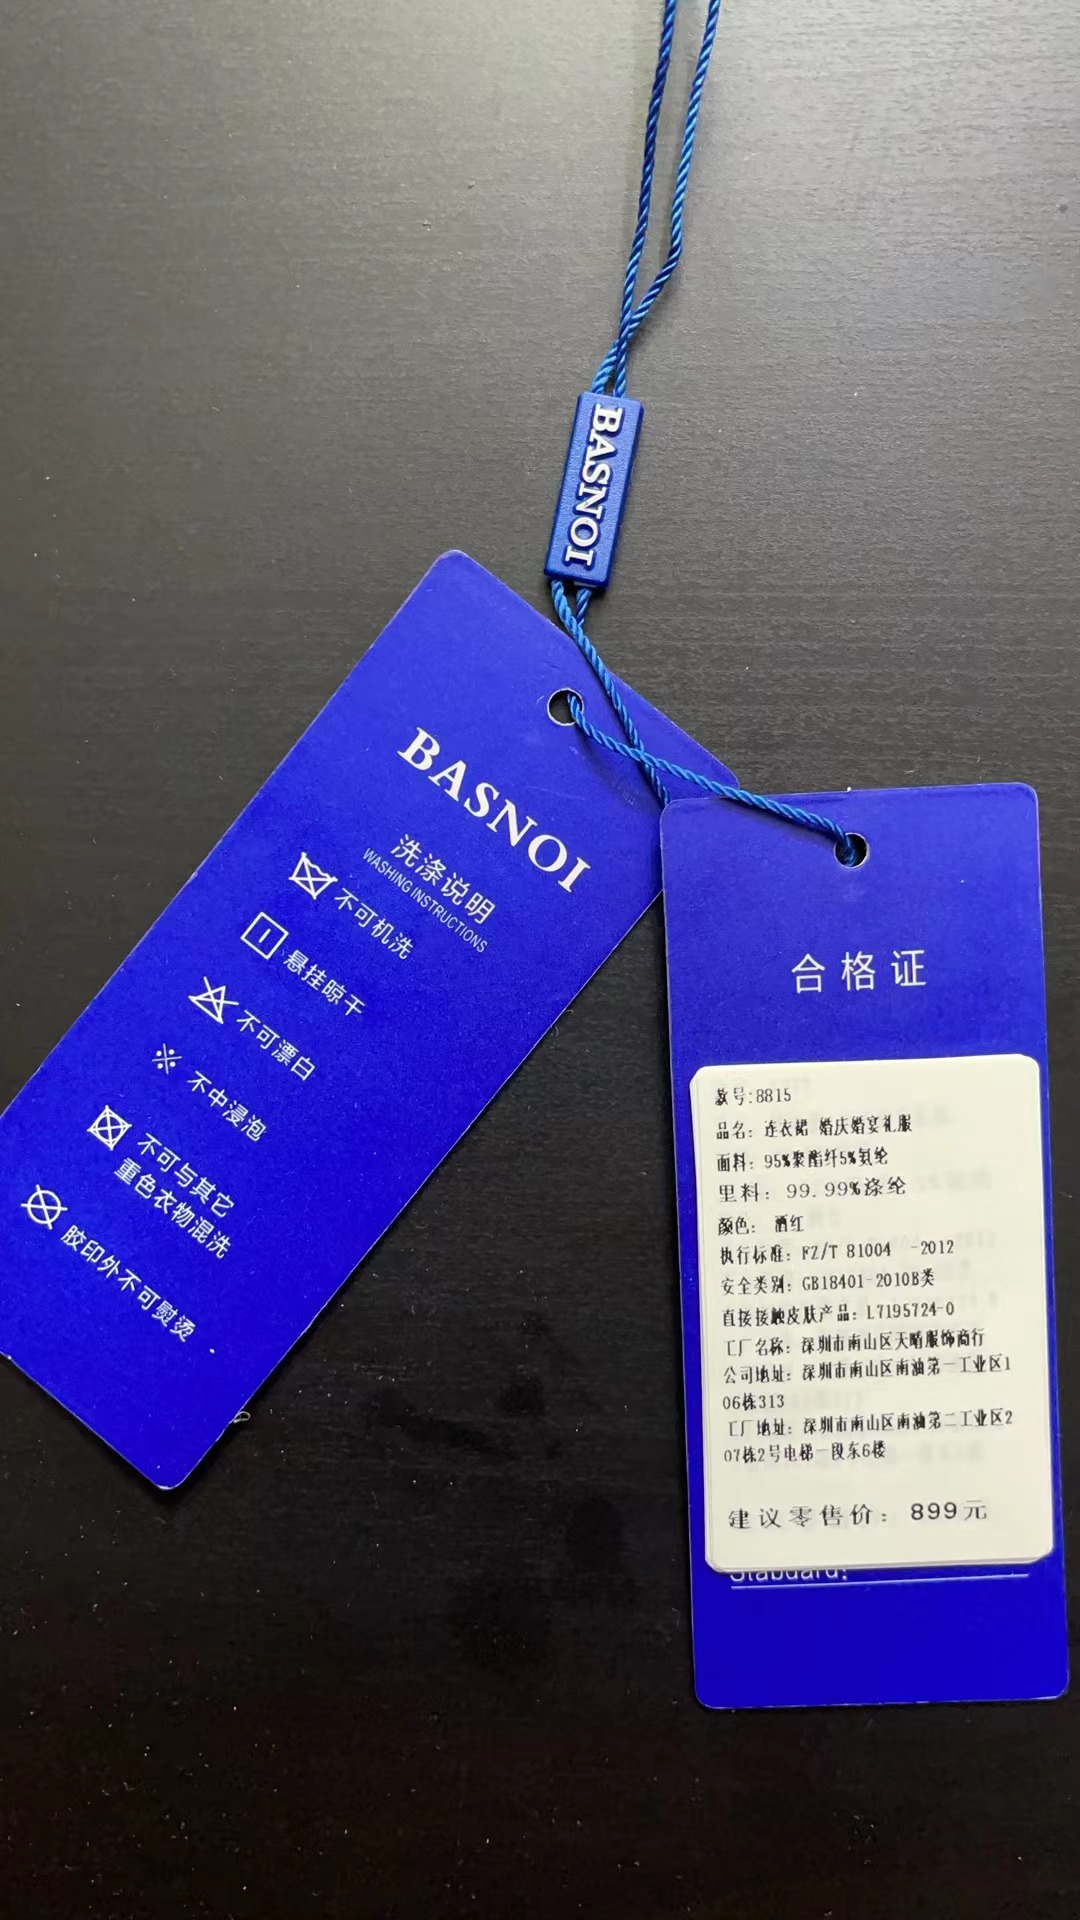 BASNOI
BASNOI
洗涤说明
WASHING INSTRUCTIONS
不可机洗
悬挂晾干
不可漂白
※ 不中浸泡
不可与其它
重色衣物混洗
胶印外不可熨烫
合格证
款号:8815
品名: 连衣裙 婚庆婚宴礼服
面料: 95%聚酯纤5%氨纶
里料: 99.99%涤纶
颜色: 酒红
执行标准: FZ/T 81004 -2012
安全类别: GB18401-2010B类
直接接触皮肤产品: L7195724-0
工厂名称: 深圳市南山区天晴服饰商行
公司地址: 深圳市南山区南油第一工业区1
06栋313
工厂地址: 深圳市南山区南油第二工业区2
07栋2号电梯一段东6楼
建议零售价: 899元
Stabdard: